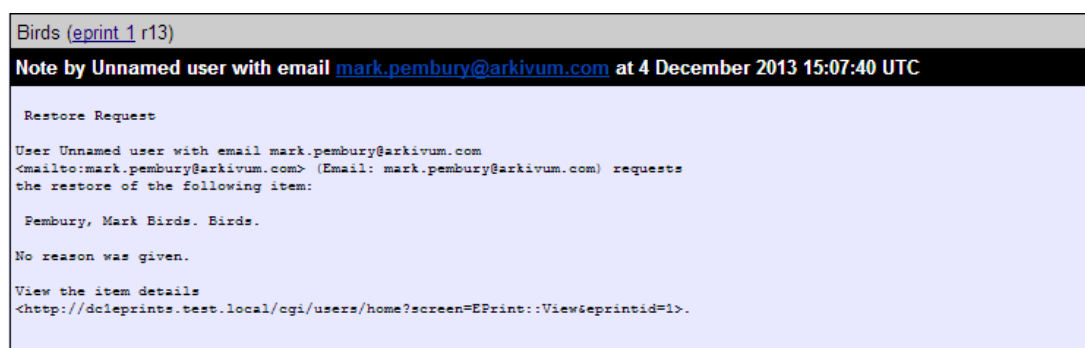 Birds (eprint 1 r13)
Note by Unnamed user with email mark.pembury@arkivum.com at 4 December 2013 15:07:40 UTC
Restore Request
User Unnamed user with email mark.pembury@arkivum.com
<mailto:mark.pembury@arkivum.com> (Email: mark.pembury@arkivum.com) requests
the restore of the following item:
Pembury, Mark Birds. Birds.
No reason was given.
View the item details
<http://dc1eprints.test.local/cgi/users/home?screen=EPrint::View&eprintid=1>.